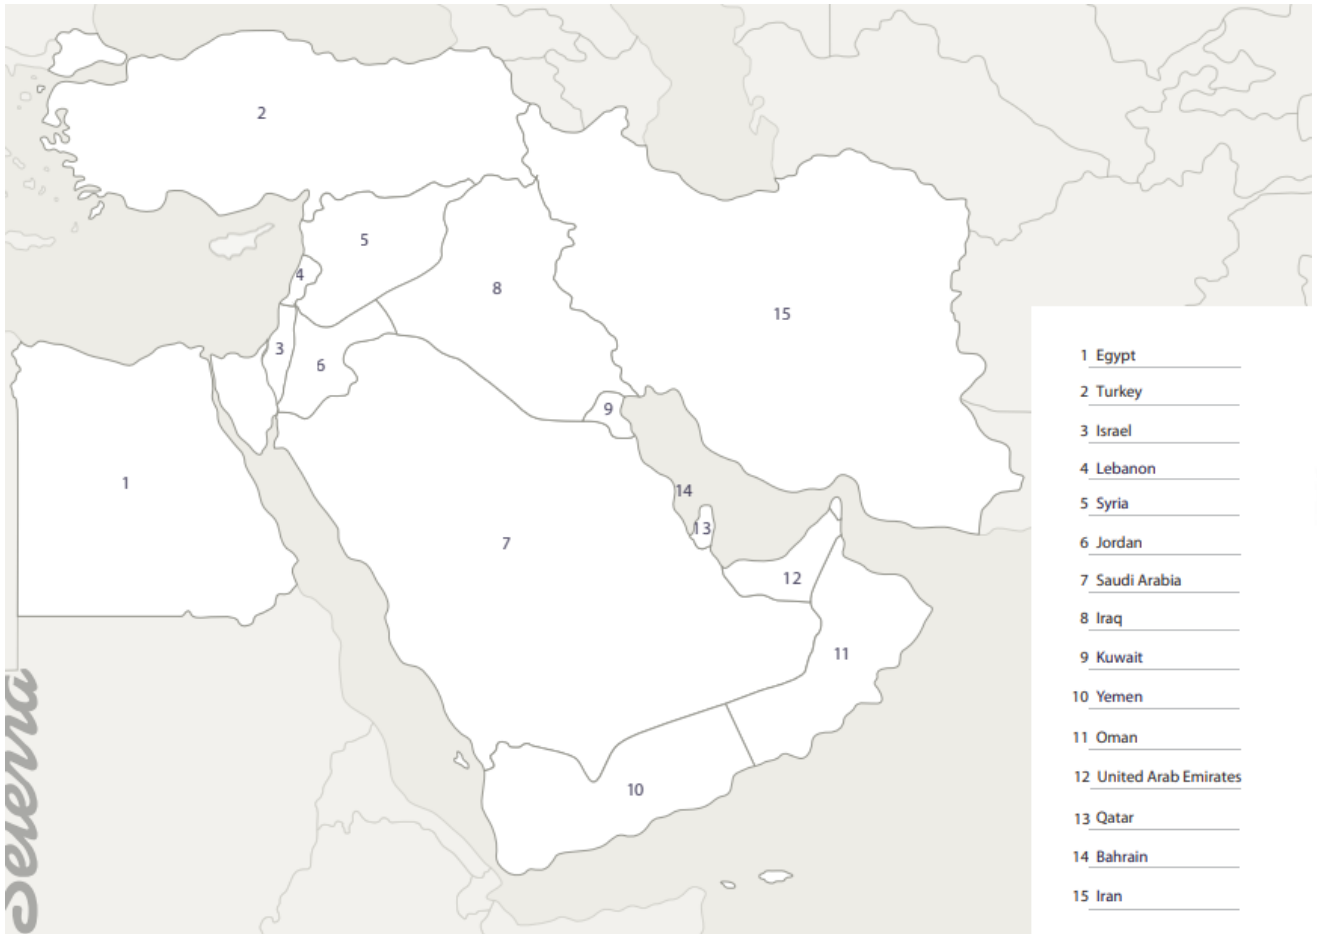 2
5
4
8
15
3
6
9
1
14
13
7
12
11
10
1 Egypt
2 Turkey
3 Israel
4 Lebanon
5 Syria
6 Jordan
7 Saudi Arabia
8 Iraq
9 Kuwait
10 Yemen
11 Oman
12 United Arab Emirates
13 Qatar
14 Bahrain
15 Iran
Seterra